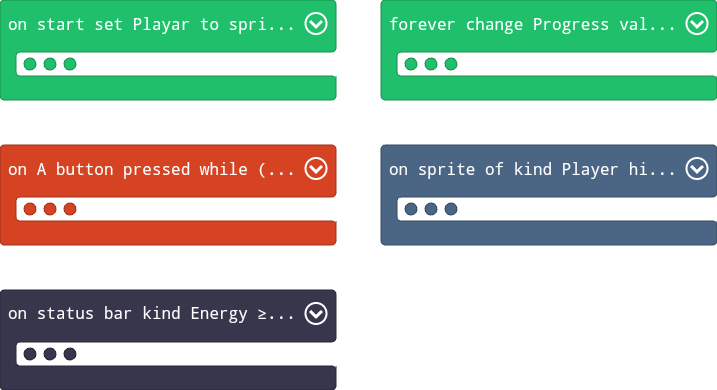 on start set Playar to spri...
forever change Progress val...
on A button pressed while (...
on sprite of kind Player hi...
on status bar kind Energy ≥...